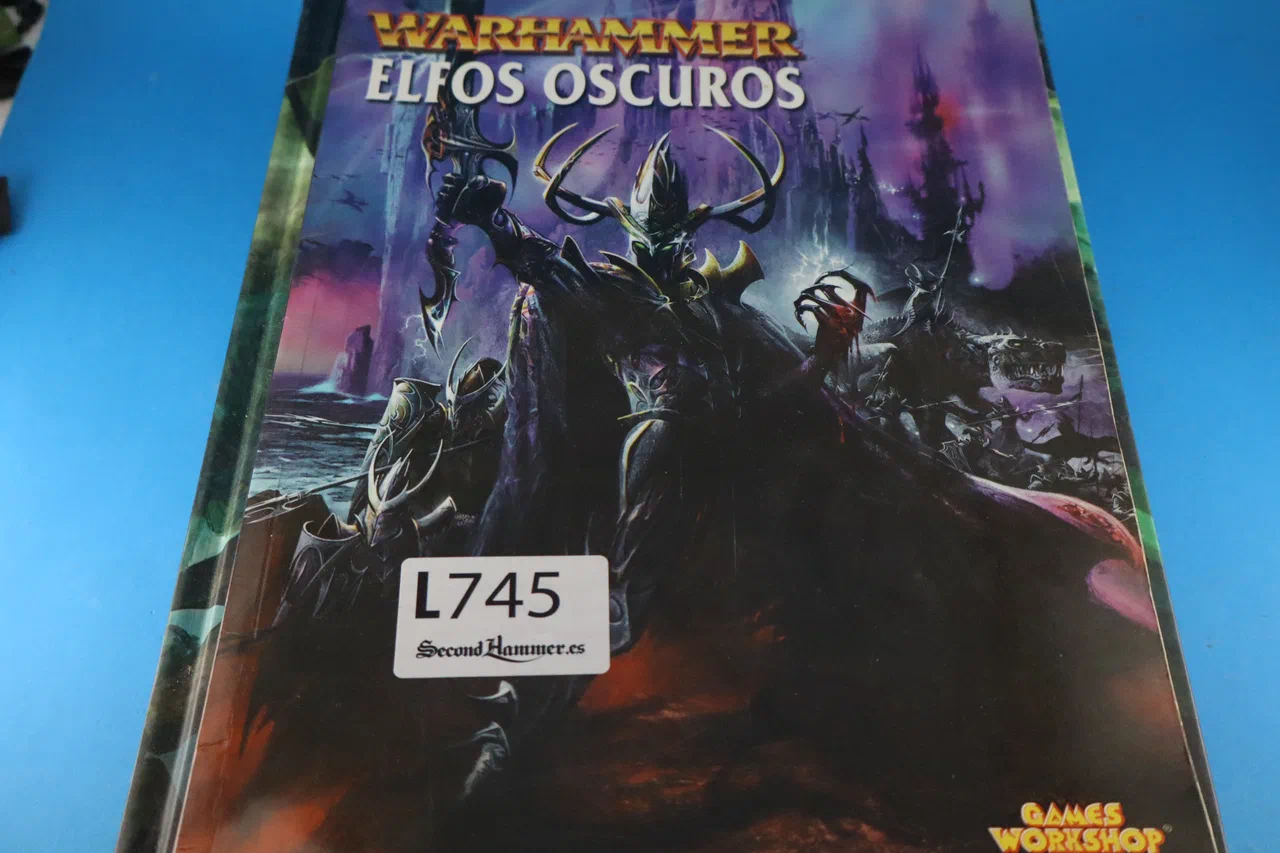 WARHAMMER
ELFOS OSCUROS
L745
SecondHammer.es
GAMES
WORKSHOP®